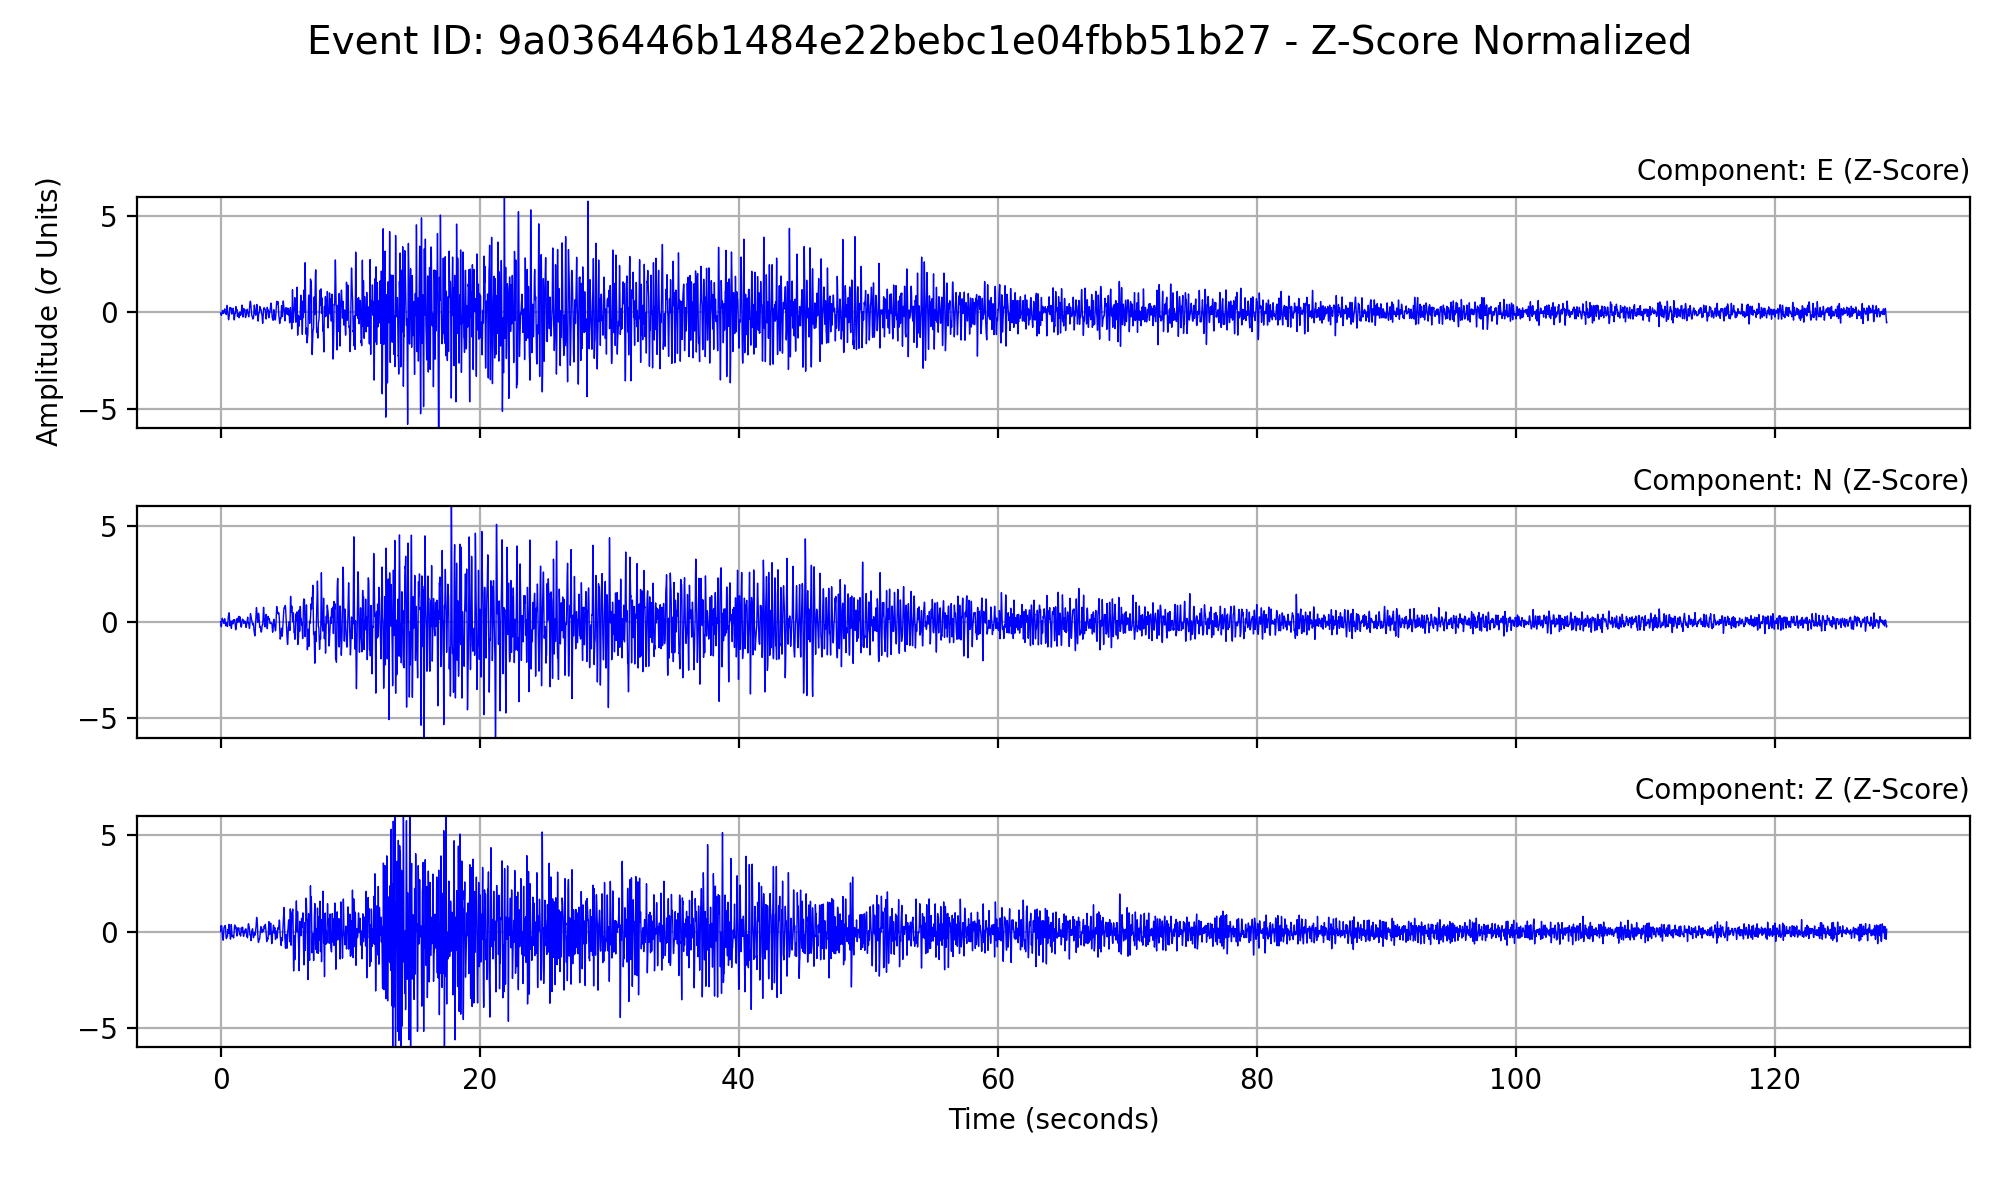 Event ID: 9a036446b1484e22bebc1e04fbb51b27 - Z-Score Normalized
Component: E (Z-Score)
Amplitude (σ Units)
5
0
−5
Component: N (Z-Score)
5
0
−5
Component: Z (Z-Score)
5
0
−5
0 20 40 60 80 100 120
Time (seconds)